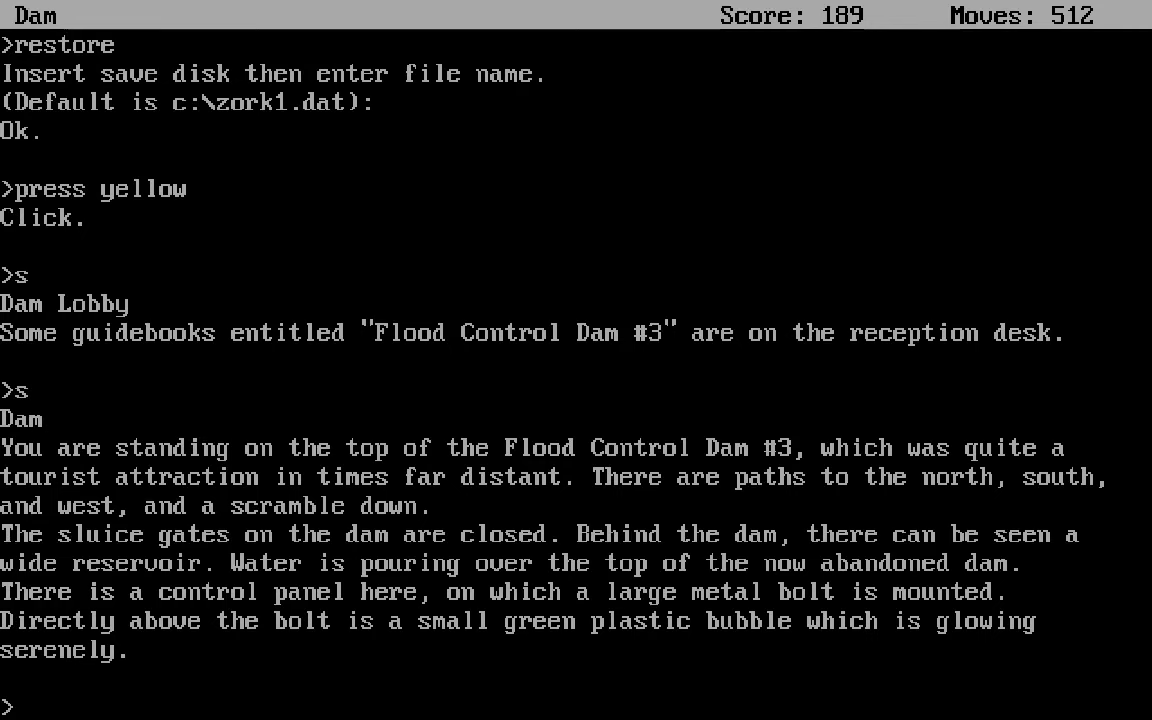 Dam Score: 189 Moves: 512
>restore
Insert save disk then enter file name.
(Default is c:\zork1.dat):
Ok.
>press yellow
Click.
>s
Dam Lobby
Some guidebooks entitled "Flood Control Dam #3" are on the reception desk.
>s
Dam
You are standing on the top of the Flood Control Dam #3, which was quite a
tourist attraction in times far distant. There are paths to the north, south,
and west, and a scramble down.
The sluice gates on the dam are closed. Behind the dam, there can be seen a
wide reservoir. Water is pouring over the top of the now abandoned dam.
There is a control panel here, on which a large metal bolt is mounted.
Directly above the bolt is a small green plastic bubble which is glowing
serenely.
>